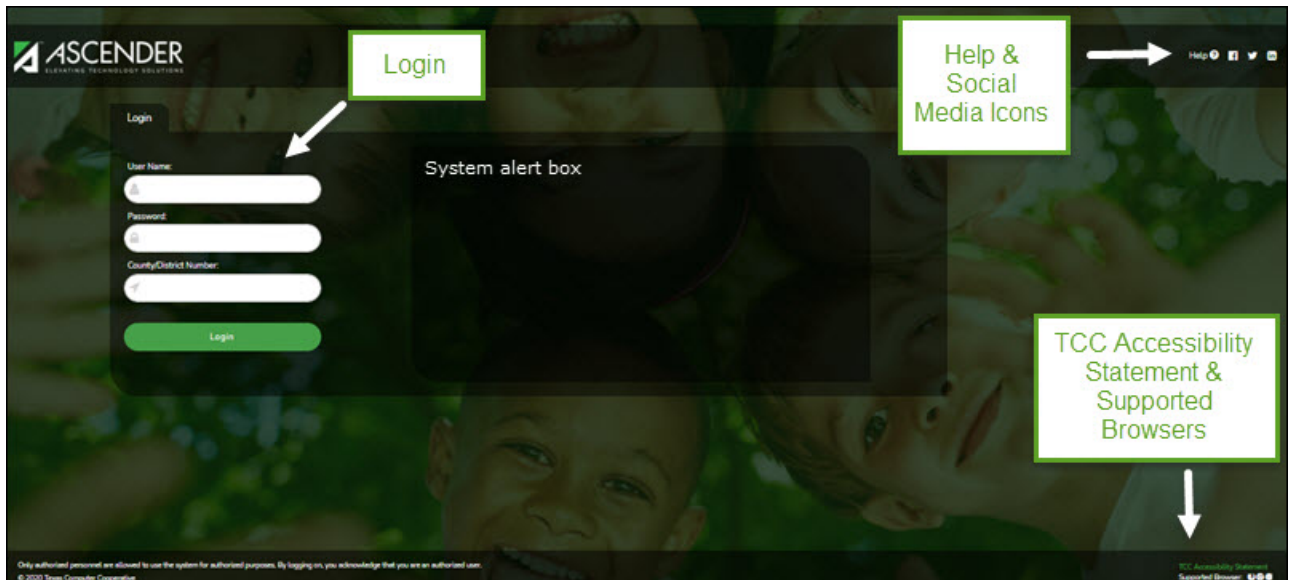 ASCENDER
ELEVATING TECHNOLOGY SOLUTIONS
Login
Help &
Social
Media Icons
Help
Login
User Name:
System alert box
Password:
County/District Number:
Login
TCC Accessibility
Statement &
Supported
Browsers
Only authorized personnel are allowed to use the system for authorized purposes. By logging on, you acknowledge that you are an authorized user.
© 2020 Texas Computer Cooperative
TCC Accessibility Statement
Supported Browser: